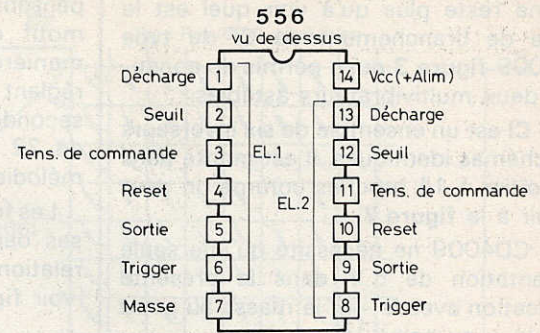 556
vu de dessus
Décharge 1 14 Vcc(+Alim)
Seuil 2 13 Décharge
Tens. de commande 3 EL.1 12 Seuil
Reset 4 11 Tens. de commande
EL.2
Sortie 5 10 Reset
Trigger 6 9 Sortie
Masse 7 8 Trigger